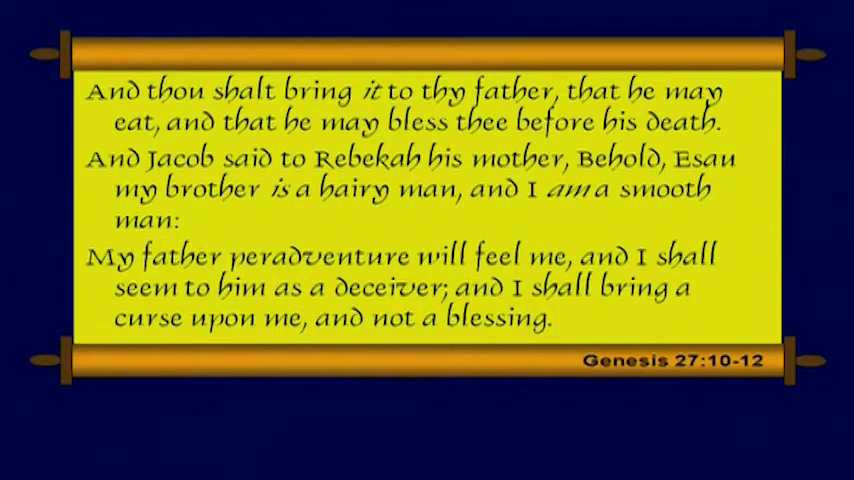 And thou shalt bring it to thy father, that he may
eat, and that he may bless thee before his death.
And Jacob said to Rebekah his mother, Behold, Esau
my brother is a hairy man, and I am a smooth
man:
My father peradventure will feel me, and I shall
seem to him as a deceiver; and I shall bring a
curse upon me, and not a blessing.
Genesis 27:10-12